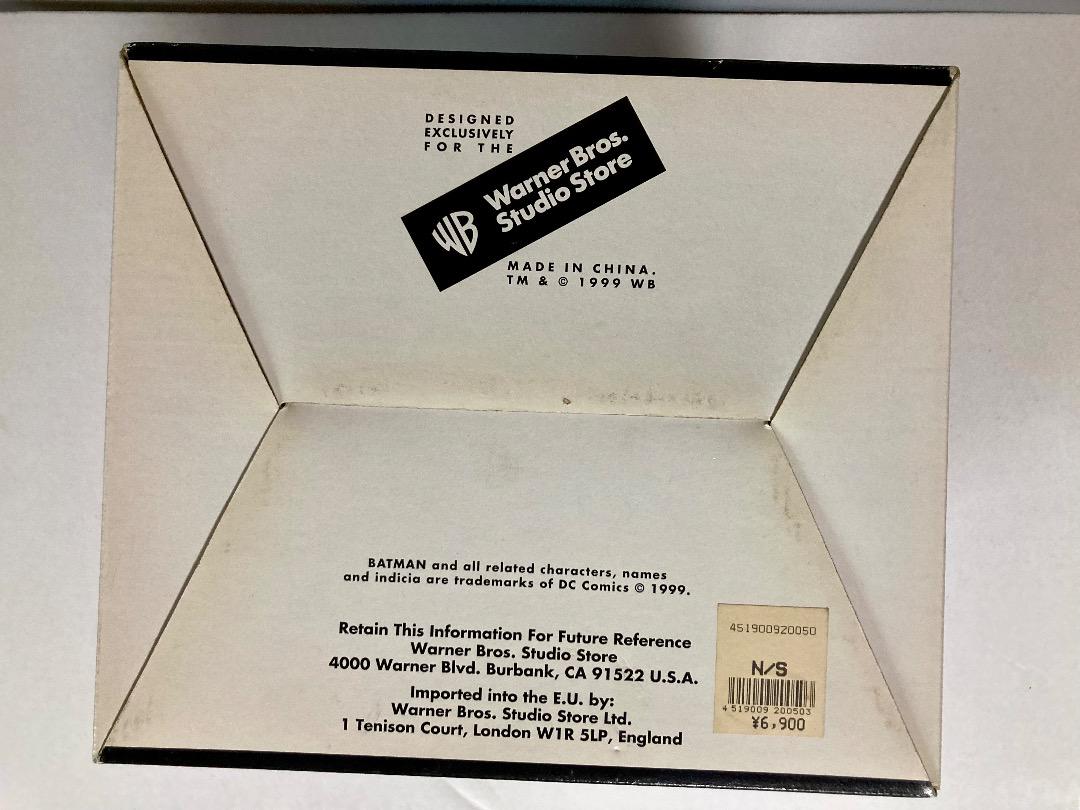 DESIGNED
EXCLUSIVELY
FOR THE
WB
Warner Bros.
Studio Store
MADE IN CHINA.
TM & © 1999 WB
BATMAN and all related characters, names
and indicia are trademarks of DC Comics © 1999.
Retain This Information For Future Reference
Warner Bros. Studio Store
4000 Warner Blvd. Burbank, CA 91522 U.S.A.
Imported into the E.U. by:
Warner Bros. Studio Store Ltd.
1 Tenison Court, London W1R 5LP, England
451900920050
N/S
4 519009 200503
¥6,900